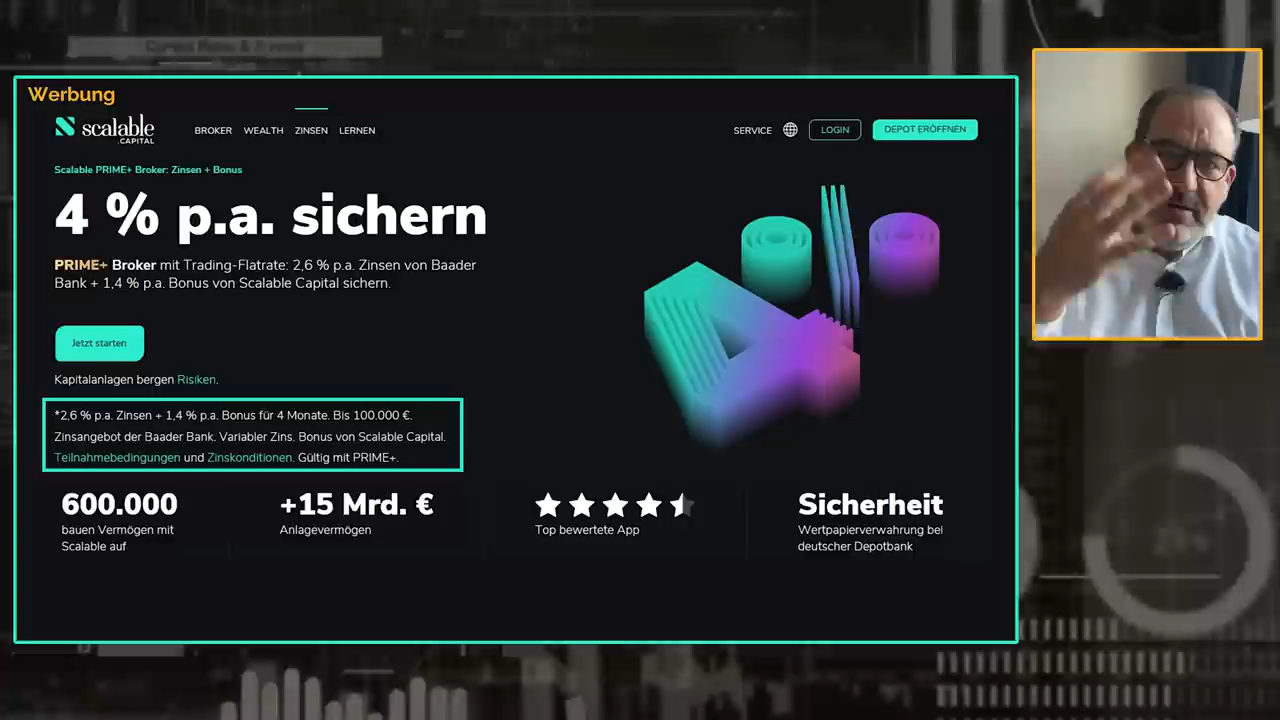 Werbung
scalable
.CAPITAL
BROKER WEALTH ZINSEN LERNEN
SERVICE
LOGIN
DEPOT ERÖFFNEN
Scalable PRIME+ Broker: Zinsen + Bonus
4 % p.a. sichern
PRIME+ Broker mit Trading-Flatrate: 2,6 % p.a. Zinsen von Baader
Bank + 1,4 % p.a. Bonus von Scalable Capital sichern.
Jetzt starten
Kapitalanlagen bergen Risiken.
*2,6 % p.a. Zinsen + 1,4 % p.a. Bonus für 4 Monate. Bis 100.000 €.
Zinsangebot der Baader Bank. Variabler Zins. Bonus von Scalable Capital.
Teilnahmebedingungen und Zinskonditionen. Gültig mit PRIME+.
600.000
bauen Vermögen mit
Scalable auf
+15 Mrd. €
Anlagevermögen
Top bewertete App
Sicherheit
Wertpapierverwahrung bei
deutscher Depotbank
4%